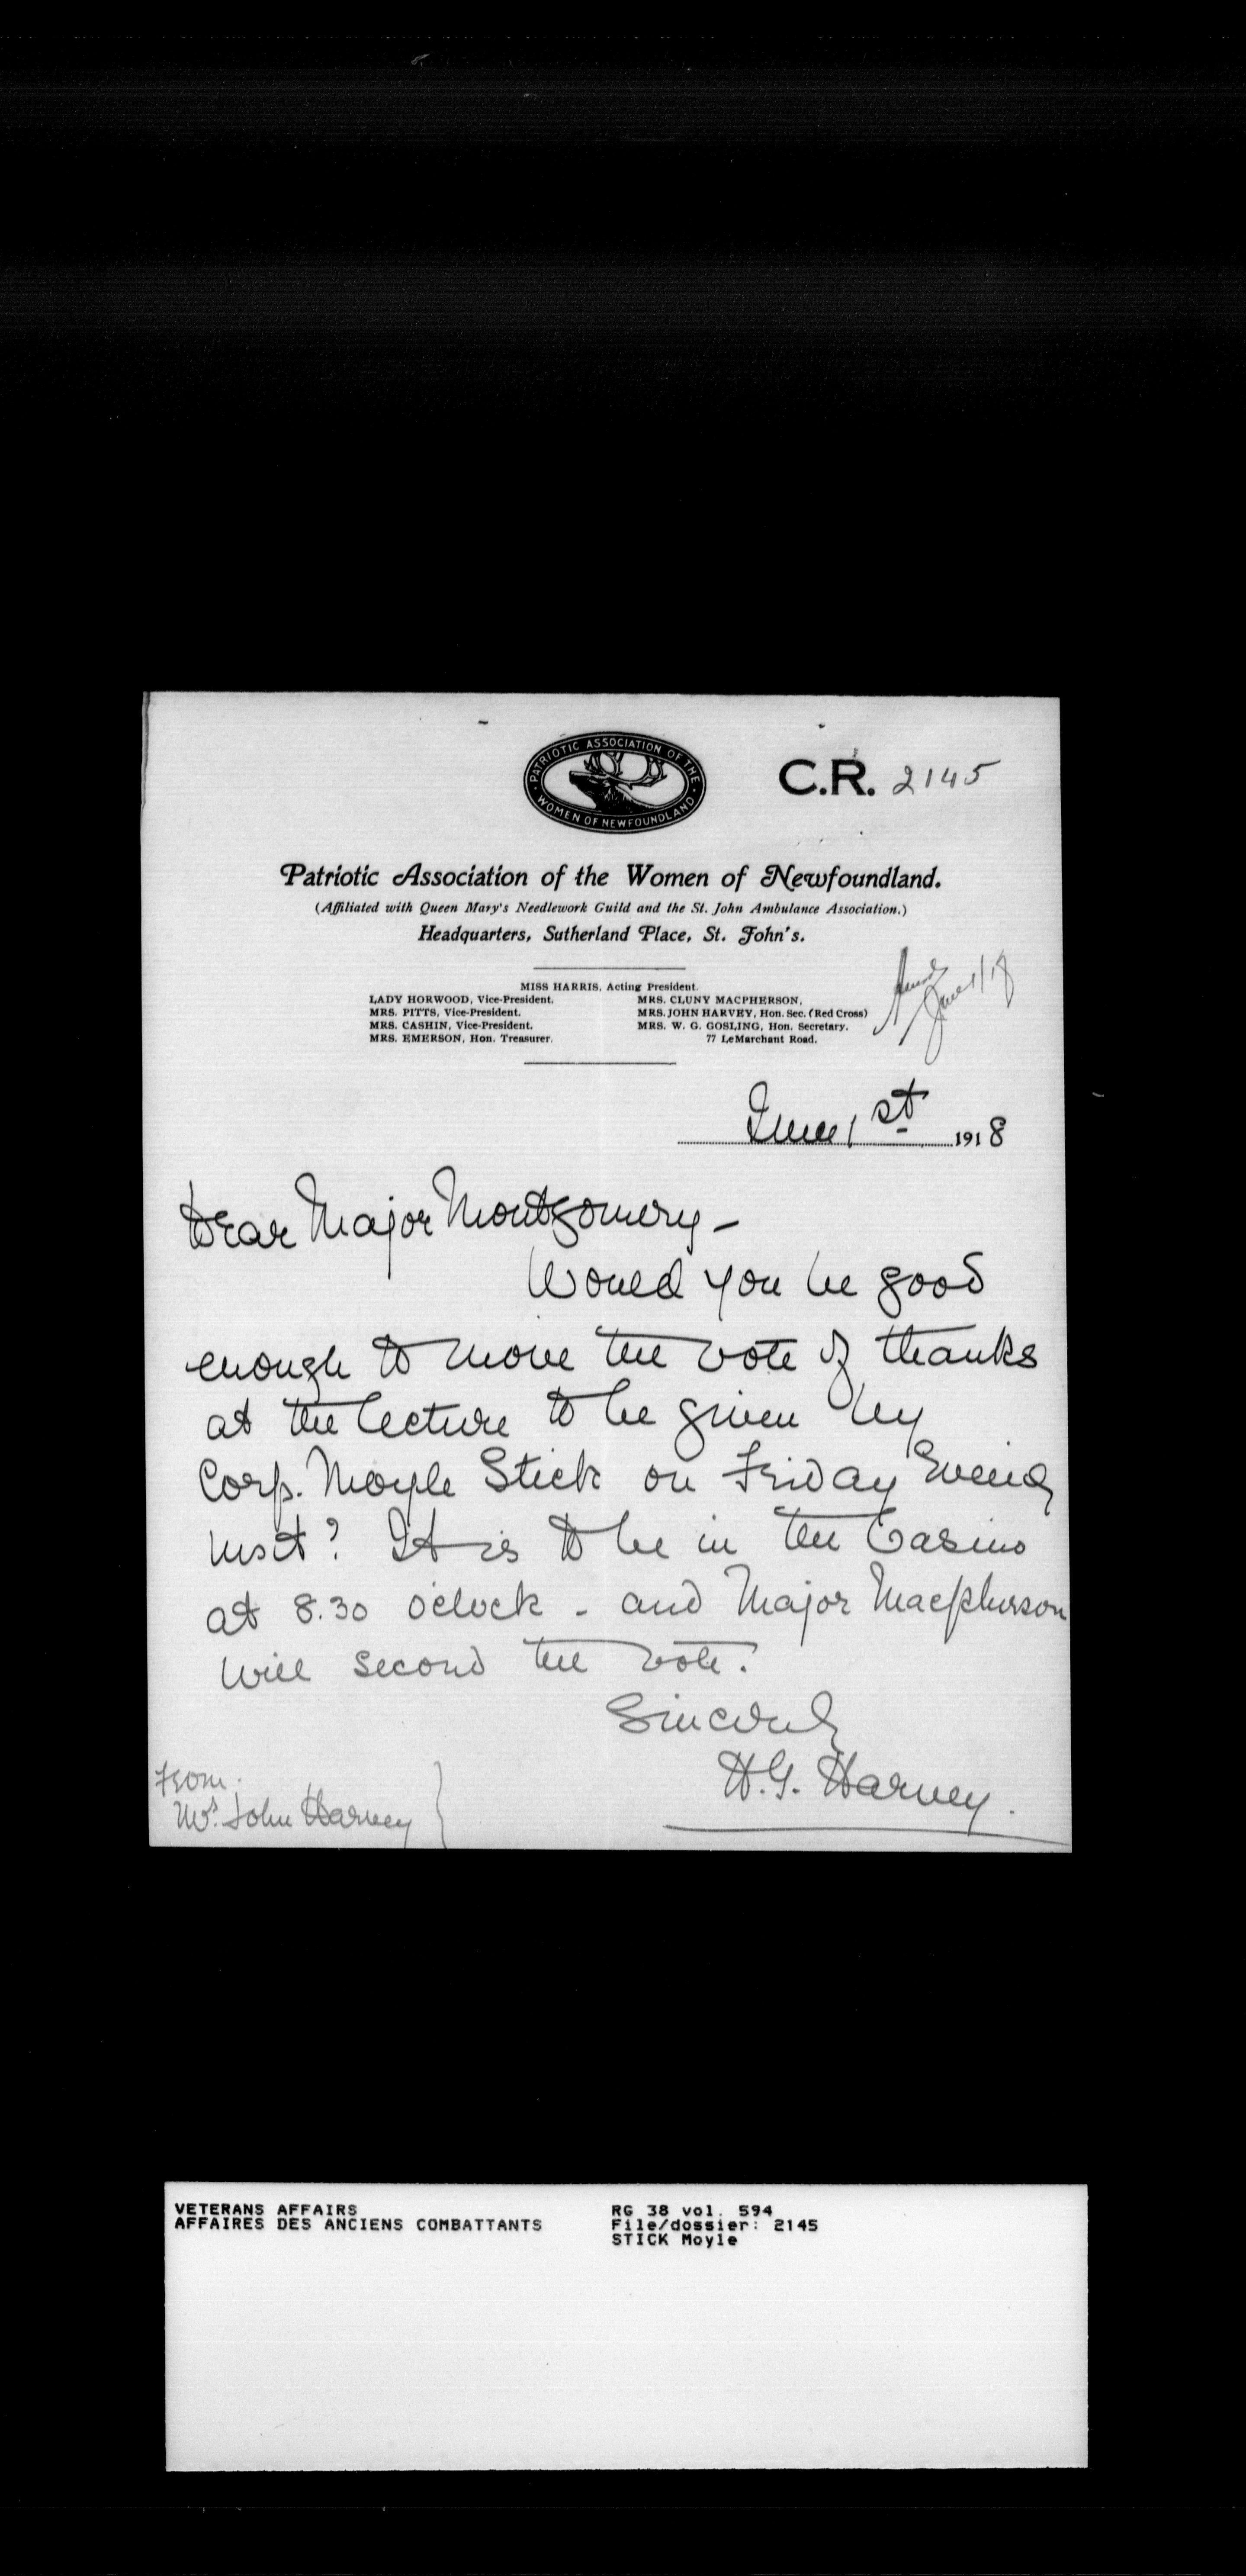 PATRIOTIC ASSOCIATION OF THE
WOMEN OF NEWFOUNDLAND
C.R. 2145
Patriotic Association of the Women of Newfoundland.
(Affiliated with Queen Mary's Needlework Guild and the St. John Ambulance Association.)
Headquarters, Sutherland Place, St. John's.
MISS HARRIS, Acting President.
LADY HORWOOD, Vice-President.
MRS. PITTS, Vice-President.
MRS. CASHIN, Vice-President.
MRS. EMERSON, Hon. Treasurer.
MRS. CLUNY MACPHERSON,
MRS. JOHN HARVEY, Hon. Sec. (Red Cross)
MRS. W. G. GOSLING, Hon. Secretary.
77 LeMarchant Road.
June 1/18
June 1st 1918
Dear Major Montgomery -
Would you be good
enough to move the vote of thanks
at the lecture to be given by
Corp. Moyle Stick on Friday Evening
next? It is to be in the Casino
at 8.30 o'clock - and Major Macpherson
will second the vote.
Sincerely
H.G. Harvey.
From.
Mrs. John Harvey
VETERANS AFFAIRS
AFFAIRES DES ANCIENS COMBATTANTS
RG 38 vol. 594
File/dossier: 2145
STICK Moyle